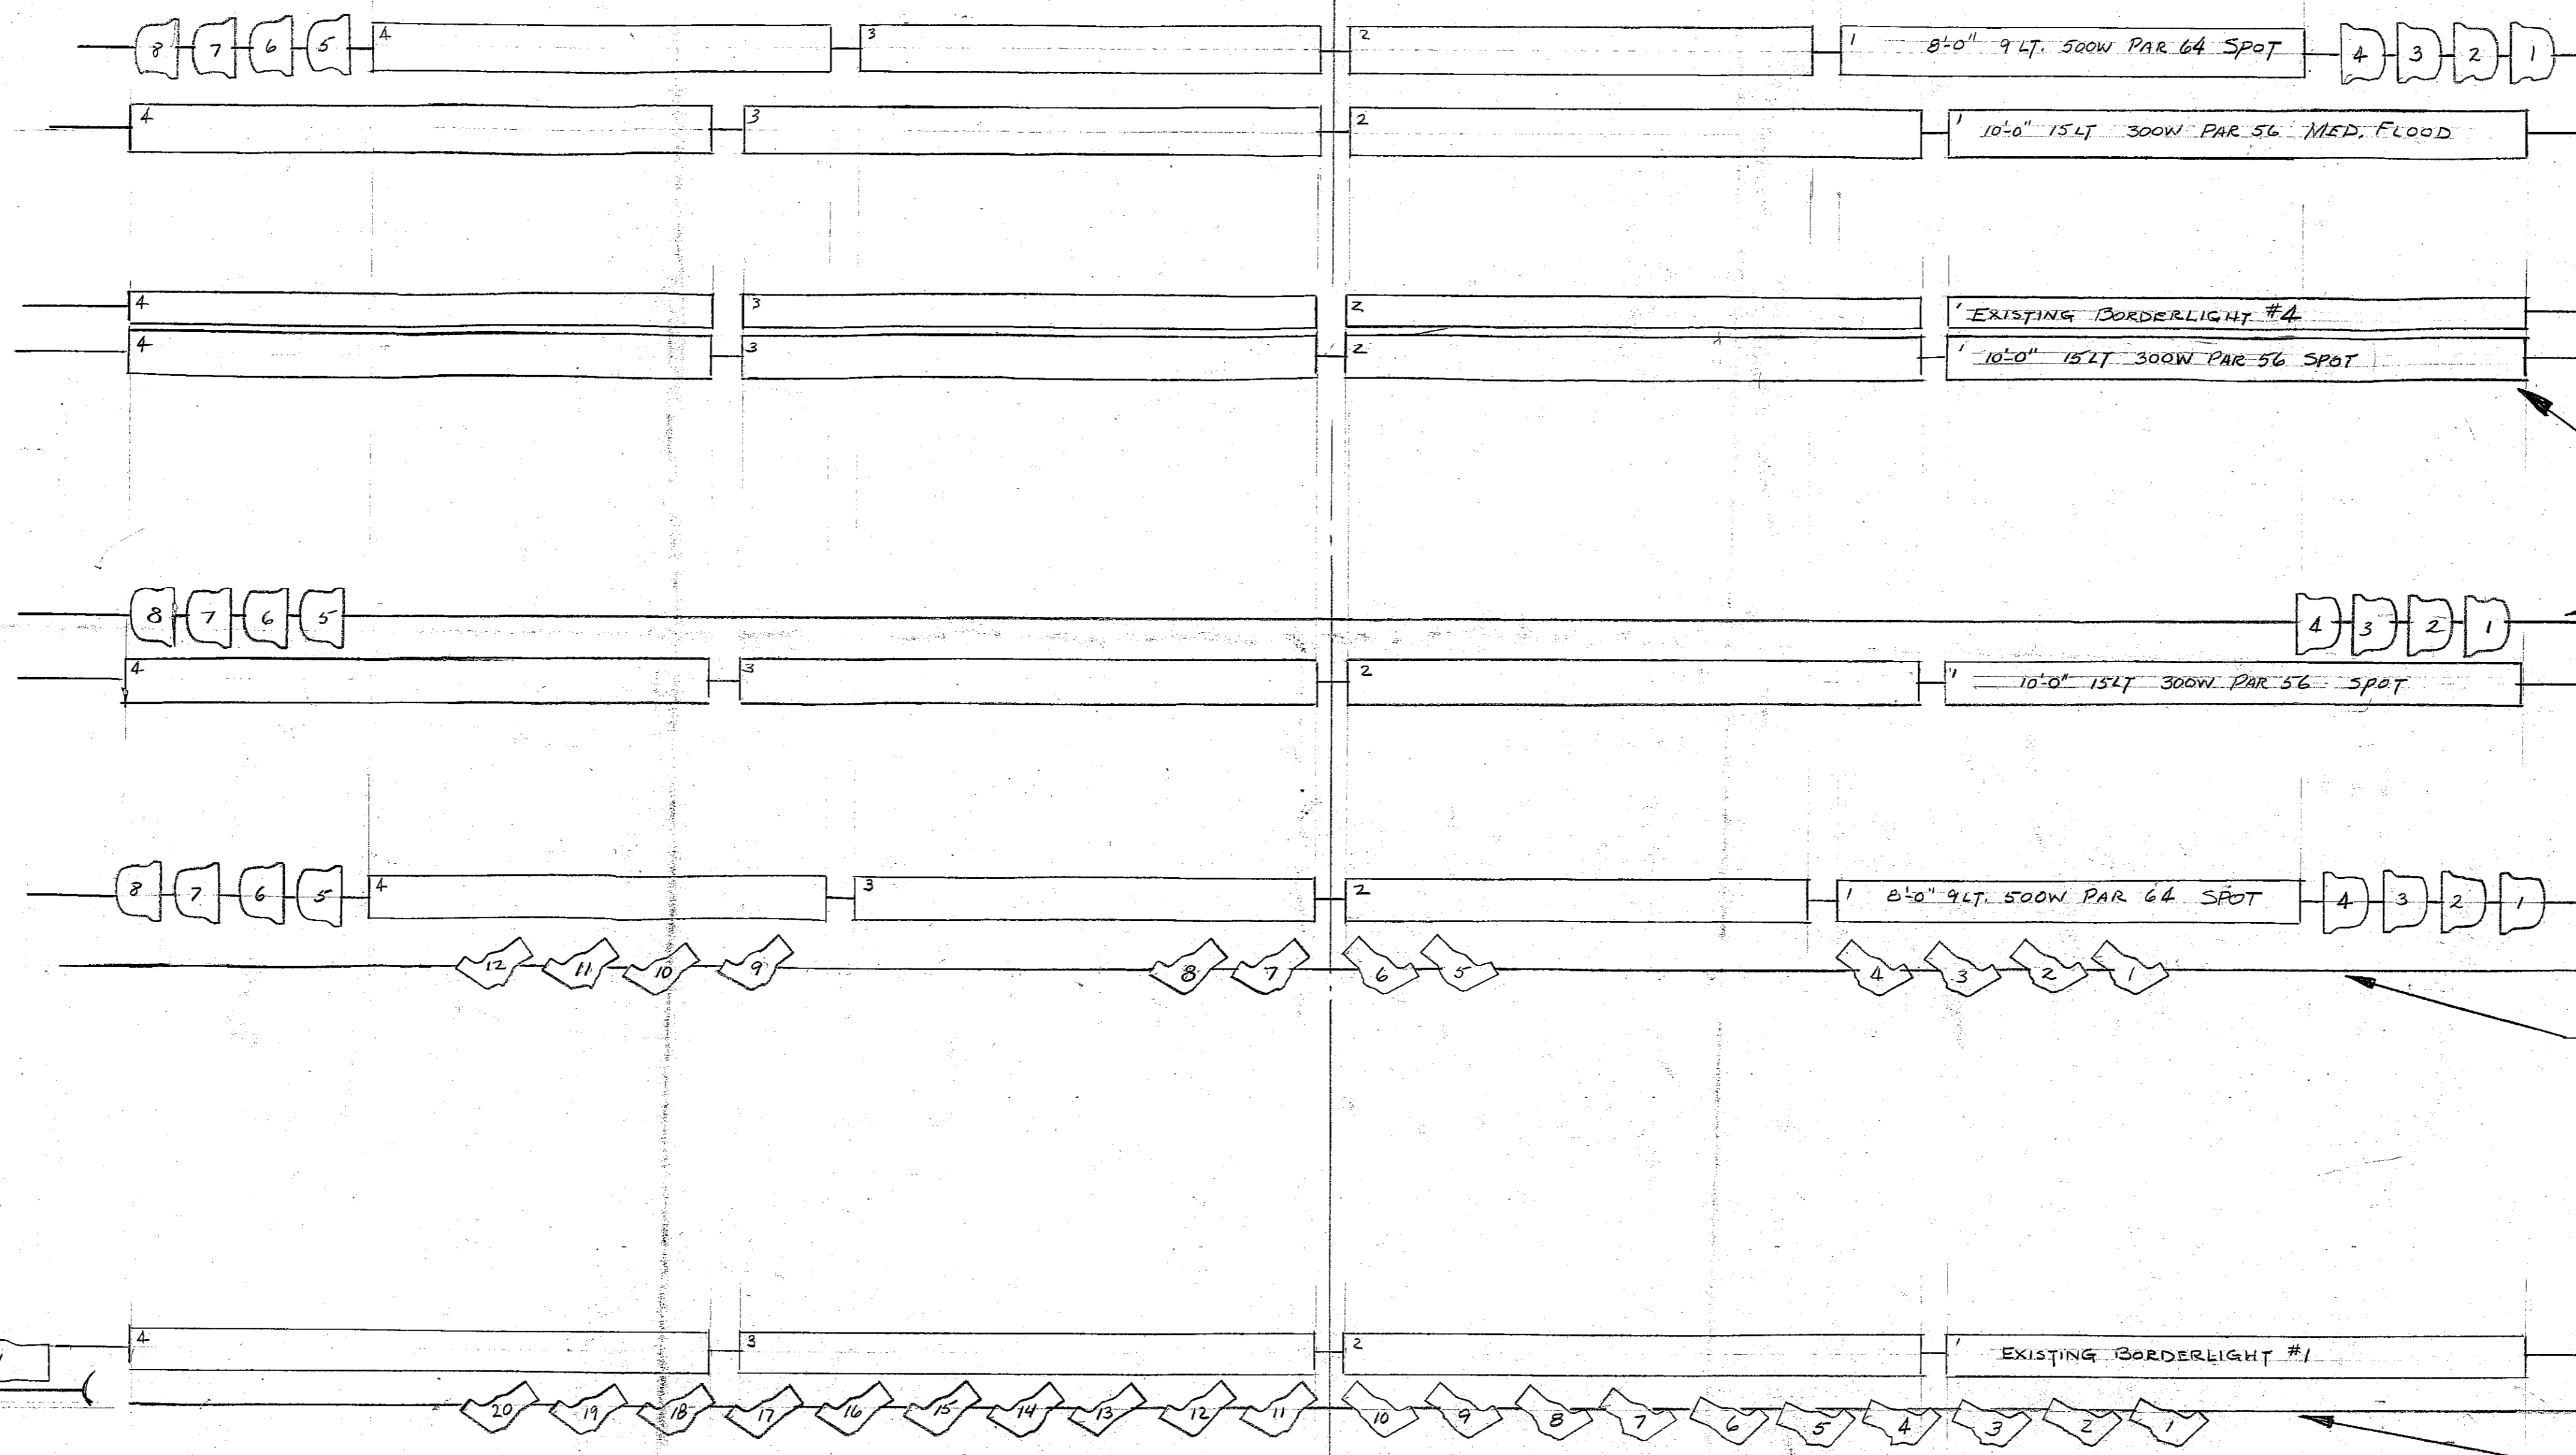 8 7 6 5 4 3 2 1 8'-0" 9 LT. 500W PAR 64 SPOT 4 3 2 1
4 3 2 1 10'-0" 15 LT 300W PAR 56 MED. FLOOD
4 3 2 1 EXISTING BORDERLIGHT #4
4 3 2 1 10'-0" 15 LT 300W PAR 56 SPOT
8 7 6 5 4 3 2 1
4 3 2 1 10'-0" 15 LT 300W PAR 56 SPOT
8 7 6 5 4 3 2 1 8'-0" 9 LT. 500W PAR 64 SPOT 4 3 2 1
12 11 10 9 8 7 6 5 4 3 2 1
4 3 2 1 EXISTING BORDERLIGHT #1
20 19 18 17 16 15 14 13 12 11 10 9 8 7 6 5 4 3 2 1